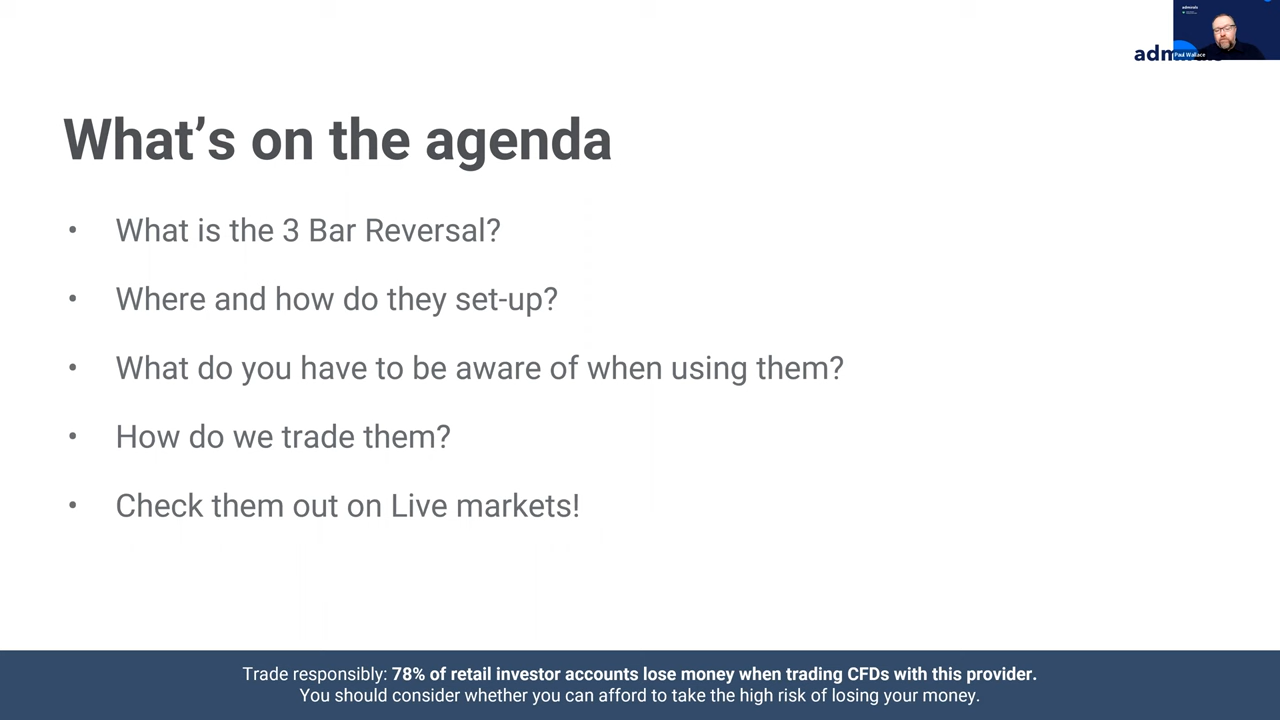 admirals
Paul Wallace
What's on the agenda
• What is the 3 Bar Reversal?
• Where and how do they set-up?
• What do you have to be aware of when using them?
• How do we trade them?
• Check them out on Live markets!
Trade responsibly: 78% of retail investor accounts lose money when trading CFDs with this provider.
You should consider whether you can afford to take the high risk of losing your money.